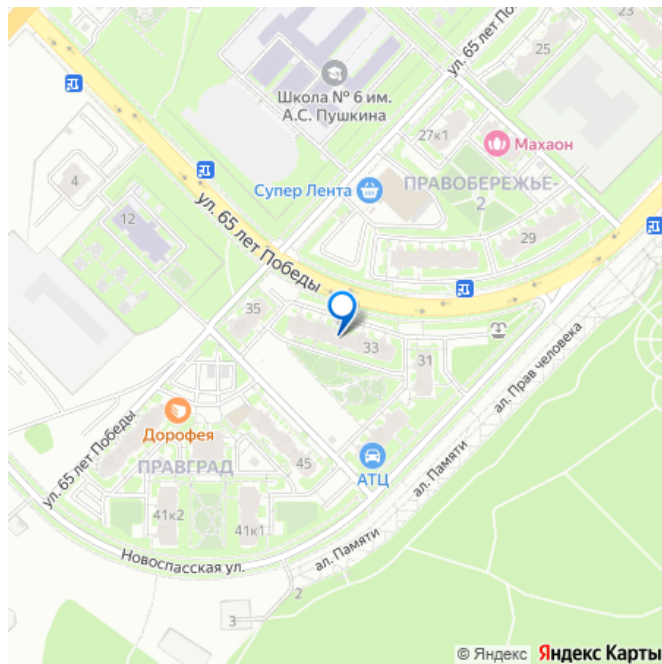 23
ул. 65 лет Победы
25
Школа № 6 им.
А.С. Пушкина
27к1
Махаон
4
Супер Лента
ПРАВОБЕРЕЖЬЕ-
2
12
ул. 65 лет Победы
29
35
33
31
ал. Прав человека
Дорофея
ул. 65 лет Победы
ПРАВГРАД
45
АТЦ
ал. Памяти
41к2
41к1
Новоспасская ул.
ал. Памяти
2
3
© Яндекс Яндекс Карты